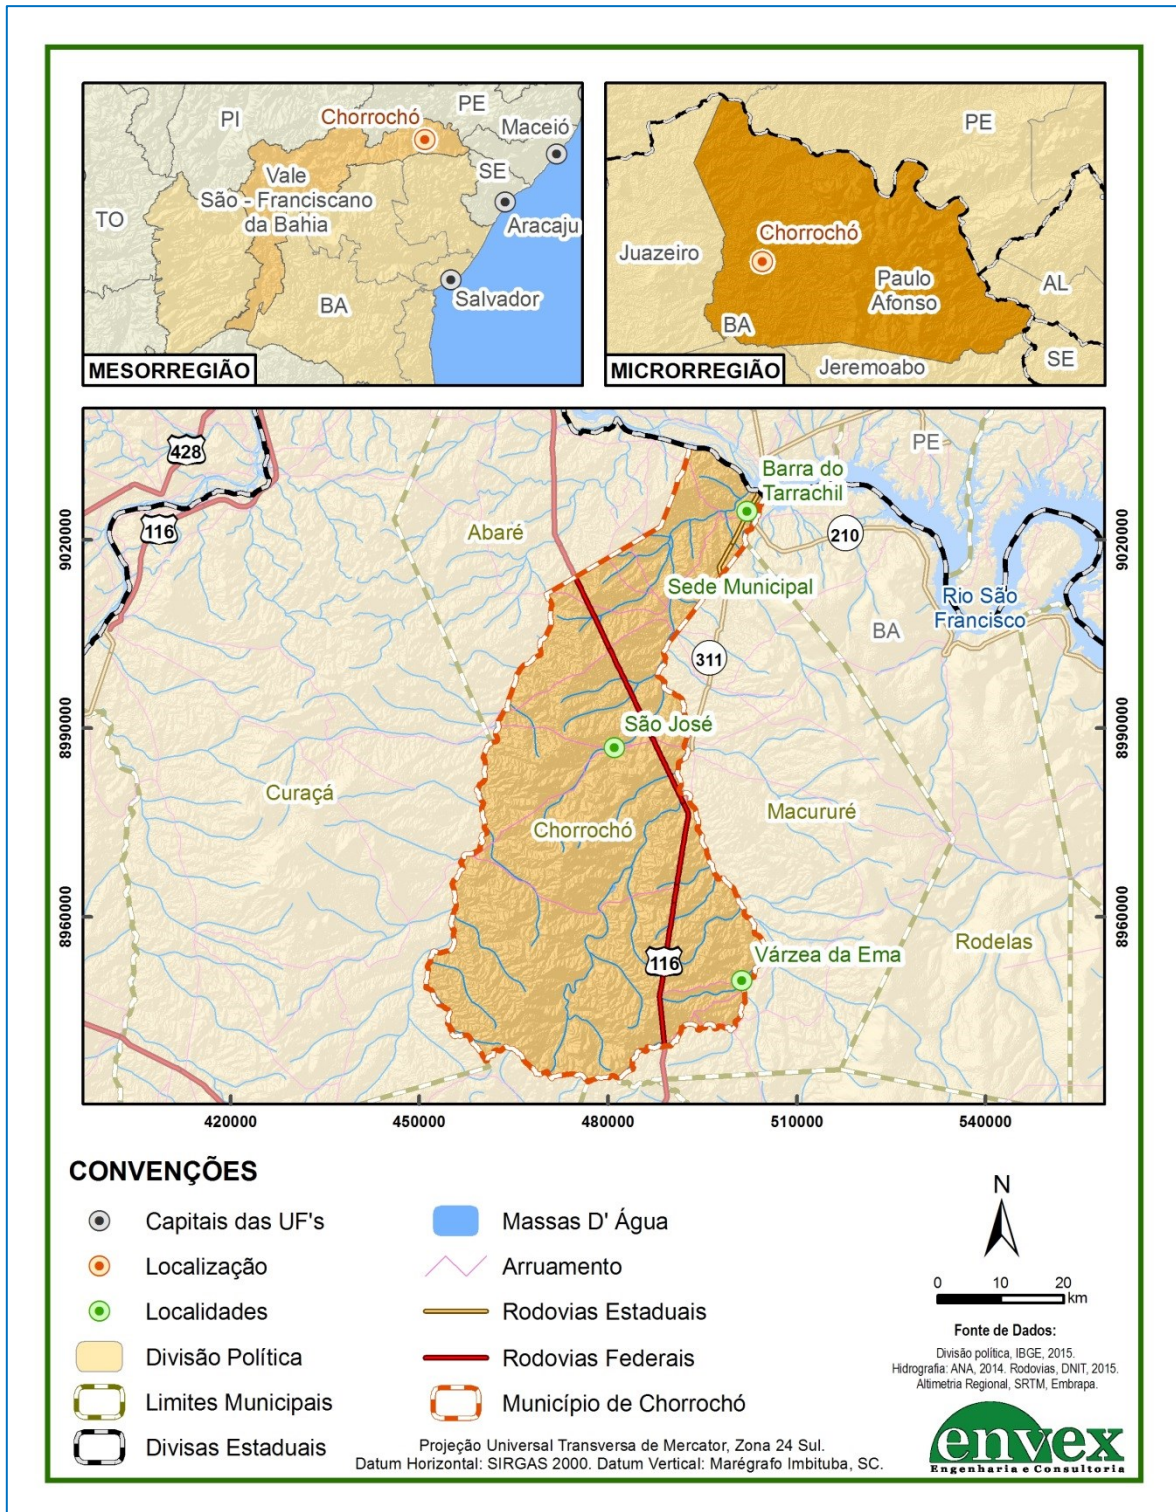 PI
PE
Chorrochó
Maceió
Vale
São - Franciscano
da Bahia
SE
TO
Aracaju
BA
Salvador
MESORREGIÃO
PE
Chorrochó
Juazeiro
Paulo
Afonso
AL
BA
SE
Jeremoabo
MICRORREGIÃO
428
116
PE
Barra do
Tarrachil
Abaré
210
Sede Municipal
Rio São
Francisco
BA
311
São José
Curaçá
Chorrochó
Macururé
Rodelas
116
Várzea da Ema
9020000
8990000
8960000
9020000
8990000
8960000
420000
450000
480000
510000
540000
CONVENÇÕES
Capitais das UF's
Localização
Localidades
Divisão Política
Limites Municipais
Divisas Estaduais
Massas D' Água
Arruamento
Rodovias Estaduais
Rodovias Federais
Município de Chorrochó
N
0 10 20
km
Fonte de Dados:
Divisão política, IBGE, 2015.
Hidrografia: ANA, 2014. Rodovias, DNIT, 2015.
Altimetria Regional, SRTM, Embrapa.
Projeção Universal Transversa de Mercator, Zona 24 Sul.
Datum Horizontal: SIRGAS 2000. Datum Vertical: Marégrafo Imbituba, SC.
envex
Engenharia e Consultoria